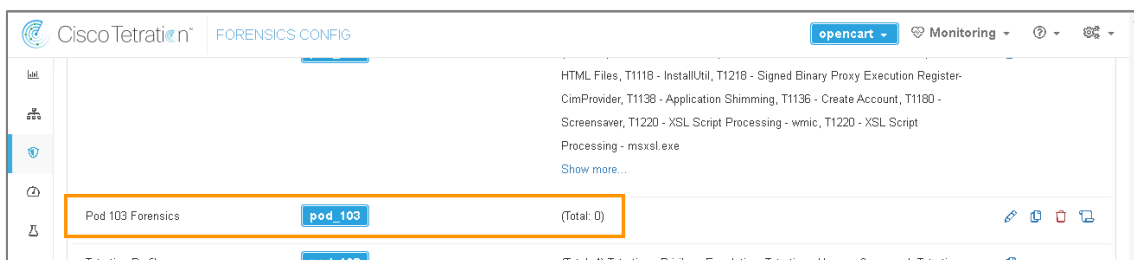 Cisco Tetration™ FORENSICS CONFIG opencart Monitoring
HTML Files, T1118 - InstallUtil, T1218 - Signed Binary Proxy Execution Register-
CimProvider, T1138 - Application Shimming, T1136 - Create Account, T1180 -
Screensaver, T1220 - XSL Script Processing - wmic, T1220 - XSL Script
Processing - msxsl.exe
Show more...
Pod 103 Forensics pod_103 (Total: 0)